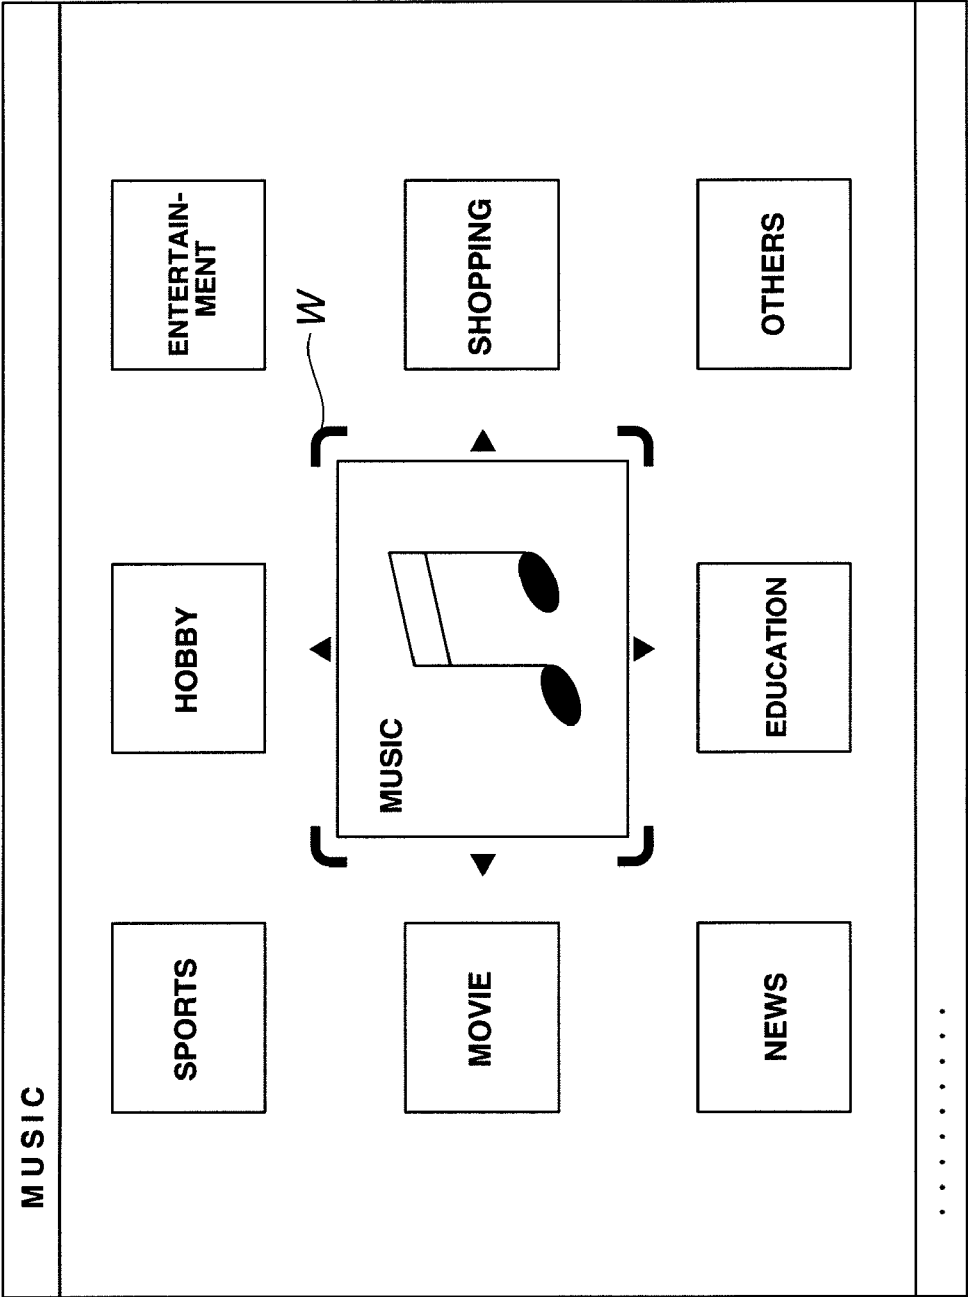 MUSIC
SPORTS
HOBBY
ENTERTAIN-
MENT
W
MOVIE
MUSIC
SHOPPING
NEWS
EDUCATION
OTHERS
. . . . . . . . .